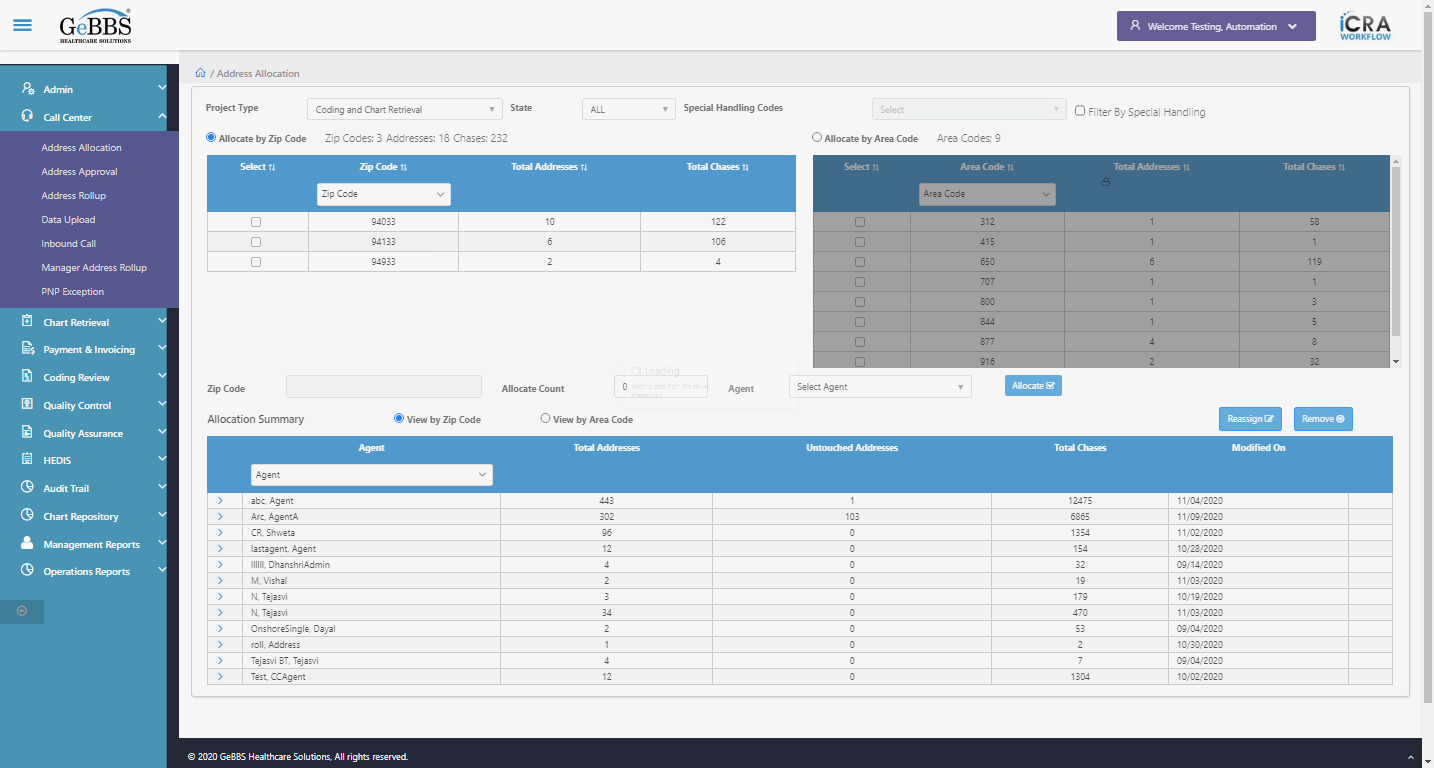 GeBBS
HEALTHCARE SOLUTIONS
Welcome Testing, Automation
iCRA
WORKFLOW
Admin
Call Center
Address Allocation
Address Approval
Address Rollup
Data Upload
Inbound Call
Manager Address Rollup
PNP Exception
Chart Retrieval
Payment & Invoicing
Coding Review
Quality Control
Quality Assurance
HEDIS
Audit Trail
Chart Repository
Management Reports
Operations Reports
/ Address Allocation
Project Type Coding and Chart Retrieval State ALL Special Handling Codes Select Filter By Special Handling
Allocate by Zip Code Zip Codes: 3 Addresses: 18 Chases: 232
Select Zip Code Total Addresses Total Chases
Zip Code
94033 10 122
94133 6 106
94933 2 4
Allocate by Area Code Area Codes: 9
Select Area Code Total Addresses Total Chases
Area Code
312 1 58
415 1 1
650 6 119
707 1 1
800 1 3
844 1 5
877 4 8
916 2 32
Loading
Getting data from the server
Please wait.
Zip Code Allocate Count 0 Agent Select Agent Allocate
Allocation Summary View by Zip Code View by Area Code Reassign Remove
Agent Total Addresses Untouched Addresses Total Chases Modified On
Agent
abc, Agent 443 1 12475 11/04/2020
Arc, AgentA 302 103 6865 11/09/2020
CR, Shweta 96 0 1354 11/02/2020
lastagent, Agent 12 0 154 10/28/2020
llllll, DhanshriAdmin 4 0 32 09/14/2020
M, Vishal 2 0 19 11/03/2020
N, Tejasvi 3 0 179 10/19/2020
N, Tejasvi 34 0 470 11/03/2020
OnshoreSingle, Dayal 2 0 53 09/04/2020
roll, Address 1 0 2 10/30/2020
Tejasvi BT, Tejasvi 4 0 7 09/04/2020
Test, CCAgent 12 0 1304 10/02/2020
© 2020 GeBBS Healthcare Solutions, All rights reserved.